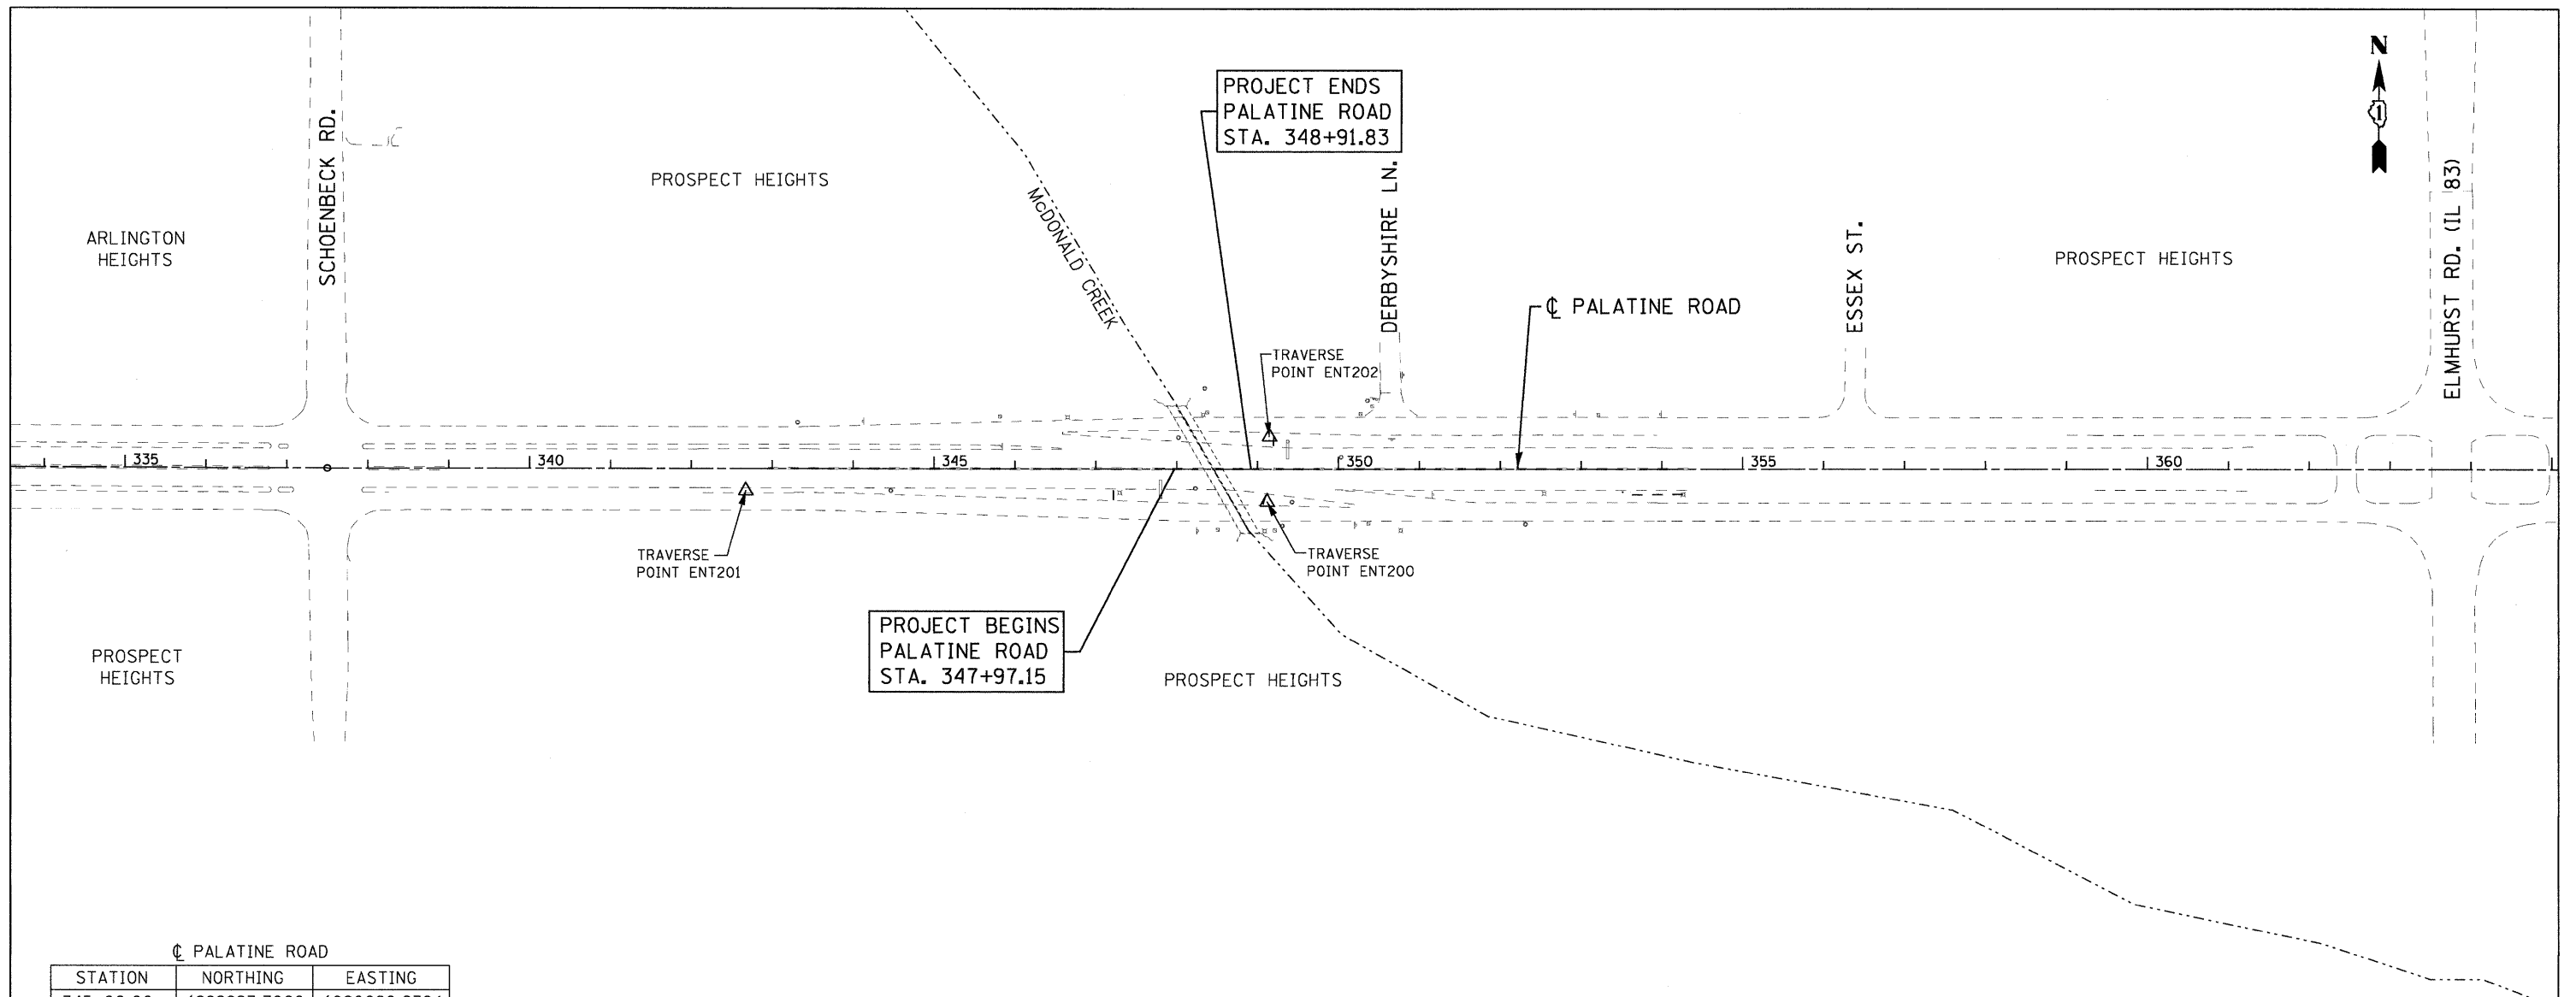 N
PROJECT ENDS
PALATINE ROAD
STA. 348+91.83
SCHOENBECK RD.
PROSPECT HEIGHTS
McDONALD CREEK
DERBYSHIRE LN.
ELMHURST RD. (IL 83)
ARLINGTON
HEIGHTS
ESSEX ST.
PROSPECT HEIGHTS
℄ PALATINE ROAD
TRAVERSE
POINT ENT202
335
340
345
350
355
360
TRAVERSE
POINT ENT201
TRAVERSE
POINT ENT200
PROJECT BEGINS
PALATINE ROAD
STA. 347+97.15
PROSPECT
HEIGHTS
PROSPECT HEIGHTS
℄ PALATINE ROAD
STATION NORTHING EASTING